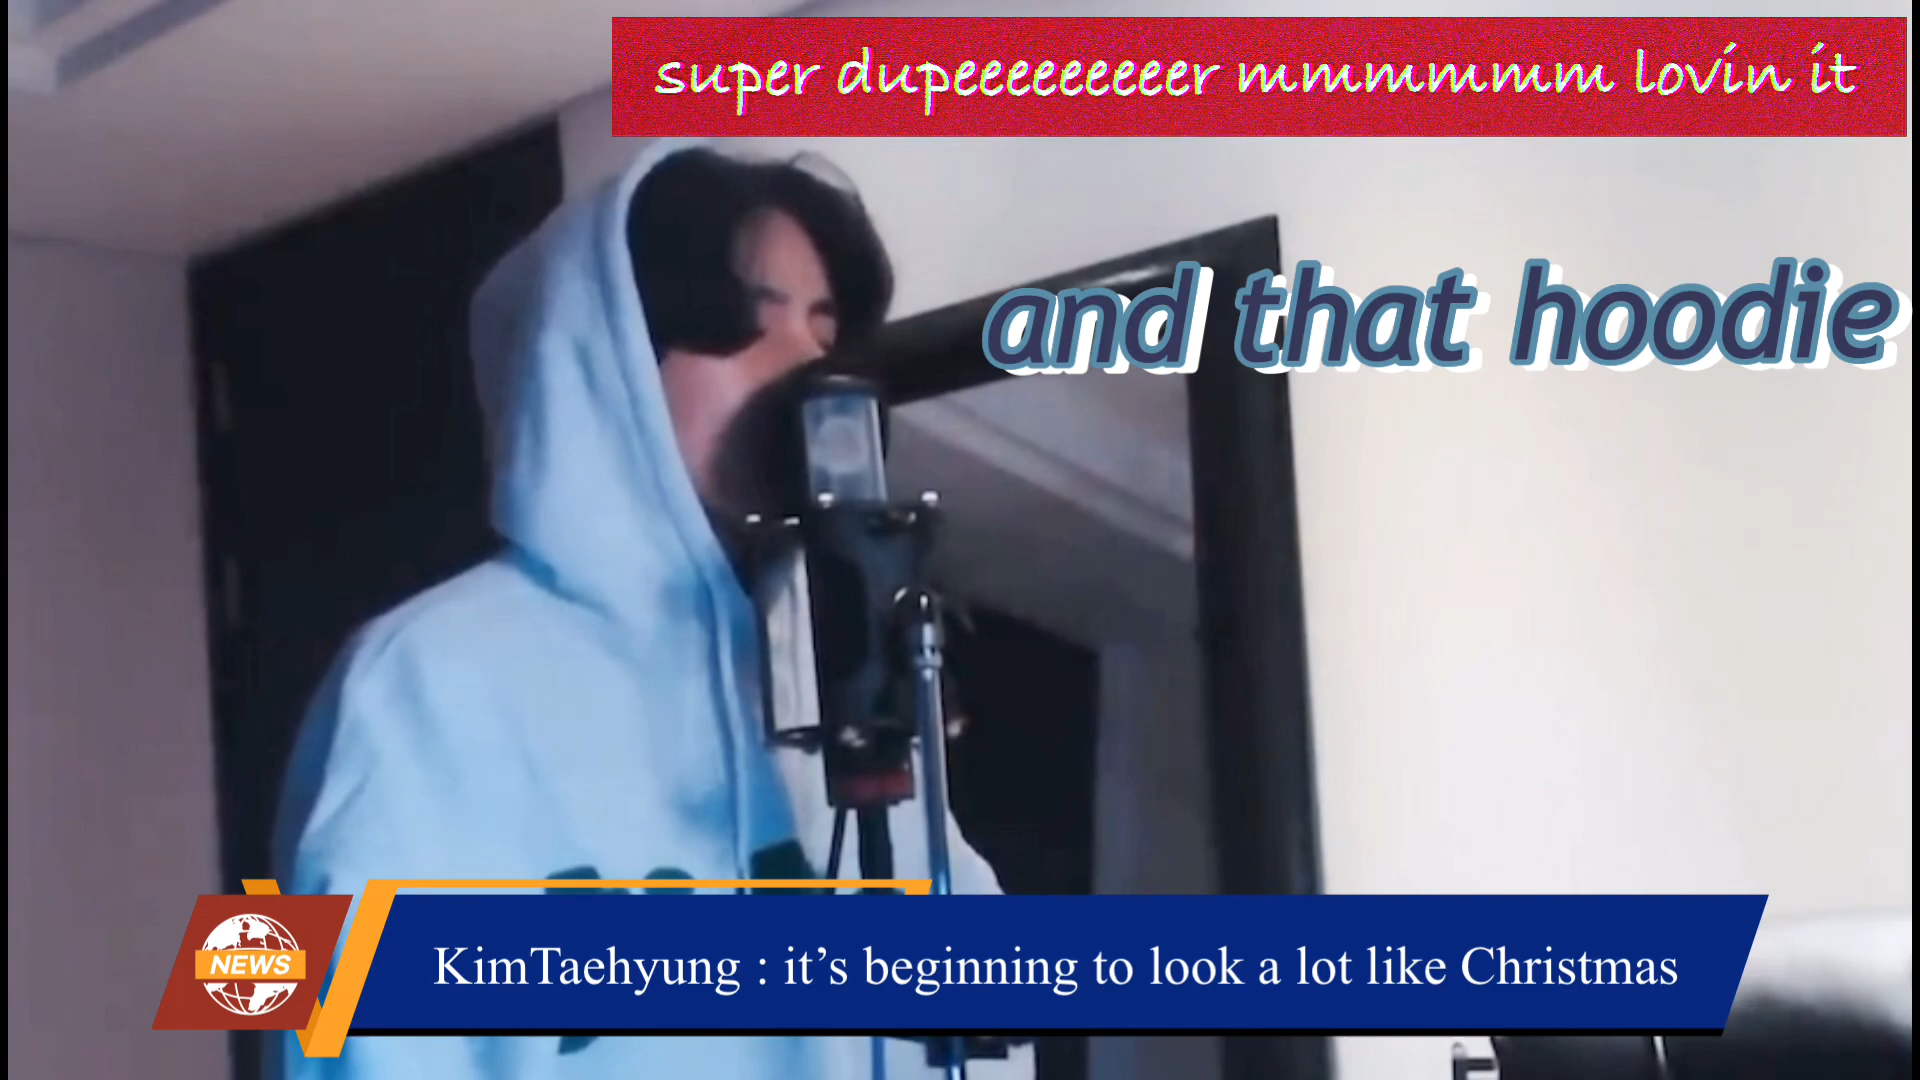 super dupeeeeeeeeer mmmmmm lovin it
and that hoodie
NEWS
KimTaehyung : it’s beginning to look a lot like Christmas